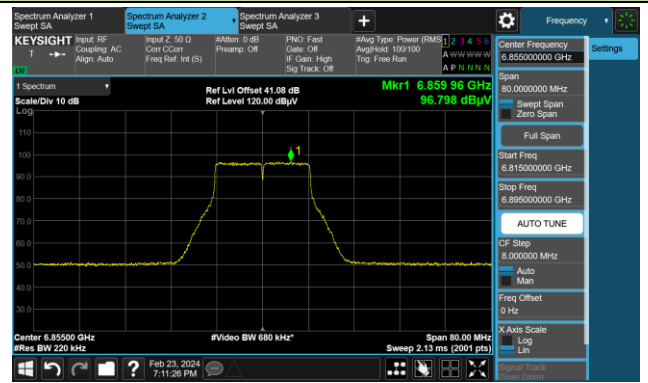 Spectrum Analyzer 1
Swept SA
Spectrum Analyzer 2
Swept SA
Spectrum Analyzer 3
Swept SA
+
Frequency
KEYSIGHT
T
Input: RF
Coupling: AC
Align: Auto
Input Z: 50 Ω
Corr CCorr
Freq Ref: Int (S)
#Atten: 0 dB
Preamp: Off
PNO: Fast
Gate: Off
IF Gain: High
Sig Track: Off
#Avg Type: Power (RMS)
Avg|Hold: 100/100
Trig: Free Run
1 2 3 4 5 6
A W W W W W
A P N N N N
1 Spectrum
Scale/Div 10 dB
Log
Ref Lvl Offset 41.08 dB
Ref Level 120.00 dBµV
Mkr1 6.859 96 GHz
96.798 dBµV
1
110
100
90.0
80.0
70.0
60.0
50.0
40.0
30.0
Center 6.85500 GHz
#Res BW 220 kHz
#Video BW 680 kHz*
Span 80.00 MHz
Sweep 2.13 ms (2001 pts)
Feb 23, 2024
7:11:26 PM
Center Frequency
6.855000000 GHz
Settings
Span
80.0000000 MHz
Swept Span
Zero Span
Full Span
Start Freq
6.815000000 GHz
Stop Freq
6.895000000 GHz
AUTO TUNE
CF Step
8.000000 MHz
Auto
Man
Freq Offset
0 Hz
X Axis Scale
Log
Lin
Signal Track
(Span Zoom)